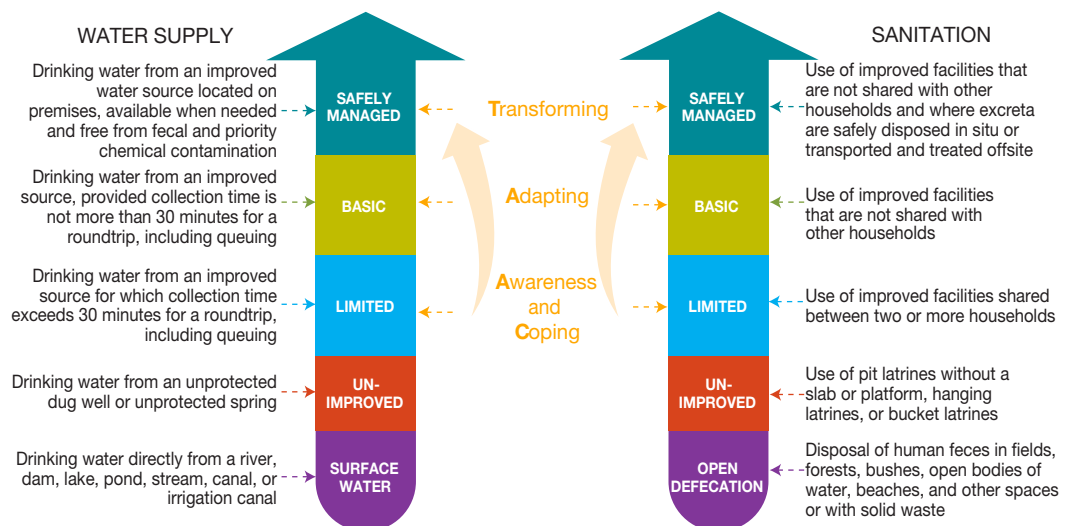 WATER SUPPLY
Drinking water from an improved
water source located on
premises, available when needed
and free from fecal and priority
chemical contamination
Drinking water from an improved
source, provided collection time is
not more than 30 minutes for a
roundtrip, including queuing
Drinking water from an improved
source for which collection time
exceeds 30 minutes for a roundtrip,
including queuing
Drinking water from an unprotected
dug well or unprotected spring
Drinking water directly from a river,
dam, lake, pond, stream, canal, or
irrigation canal
SAFELY
MANAGED
BASIC
LIMITED
UN-
IMPROVED
SURFACE
WATER
Transforming
Adapting
Awareness
and
Coping
SAFELY
MANAGED
BASIC
LIMITED
UN-
IMPROVED
OPEN
DEFECATION
SANITATION
Use of improved facilities that
are not shared with other
households and where excreta
are safely disposed in situ or
transported and treated offsite
Use of improved facilities
that are not shared with
other households
Use of improved facilities shared
between two or more households
Use of pit latrines without a
slab or platform, hanging
latrines, or bucket latrines
Disposal of human feces in fields,
forests, bushes, open bodies of
water, beaches, and other spaces
or with solid waste